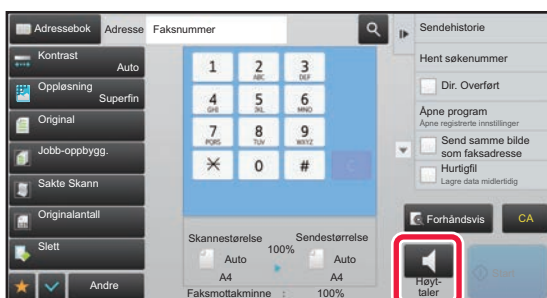 Adressebok
Adresse
Faksnummer
Kontrast
Auto
Oppløsning
Superfin
Original
Jobb-oppbygg.
Sakte Skann
Originalantall
Slett
Andre
1
2
ABC
3
DEF
4
GHI
5
JKL
6
MNO
7
PQRS
8
TUV
9
WXYZ
0
#
C
Skannestørelse
100%
Sendestørrelse
Auto
A4
Auto
A4
Faksmottakminne : 100%
Sendehistorie
Hent søkenummer
Dir. Overført
Åpne program
Åpne registrerte innstillinger
Send samme bilde
som faksadresse
Hurtigfil
Lagre data midlertidig
Forhåndsvis
CA
Høyt-
taler
Start